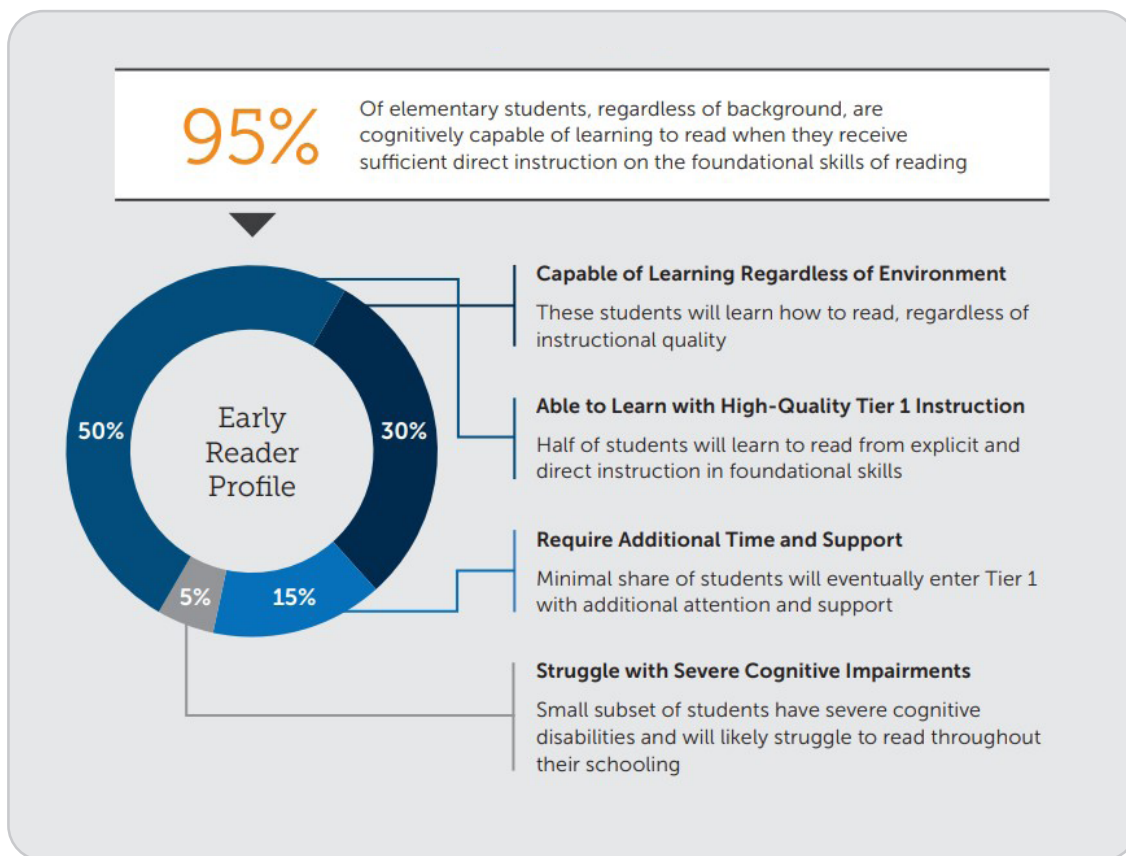 95%
Of elementary students, regardless of background, are
cognitively capable of learning to read when they receive
sufficient direct instruction on the foundational skills of reading
Early
Reader
Profile
50%
30%
15%
5%
Capable of Learning Regardless of Environment
These students will learn how to read, regardless of
instructional quality
Able to Learn with High-Quality Tier 1 Instruction
Half of students will learn to read from explicit and
direct instruction in foundational skills
Require Additional Time and Support
Minimal share of students will eventually enter Tier 1
with additional attention and support
Struggle with Severe Cognitive Impairments
Small subset of students have severe cognitive
disabilities and will likely struggle to read throughout
their schooling